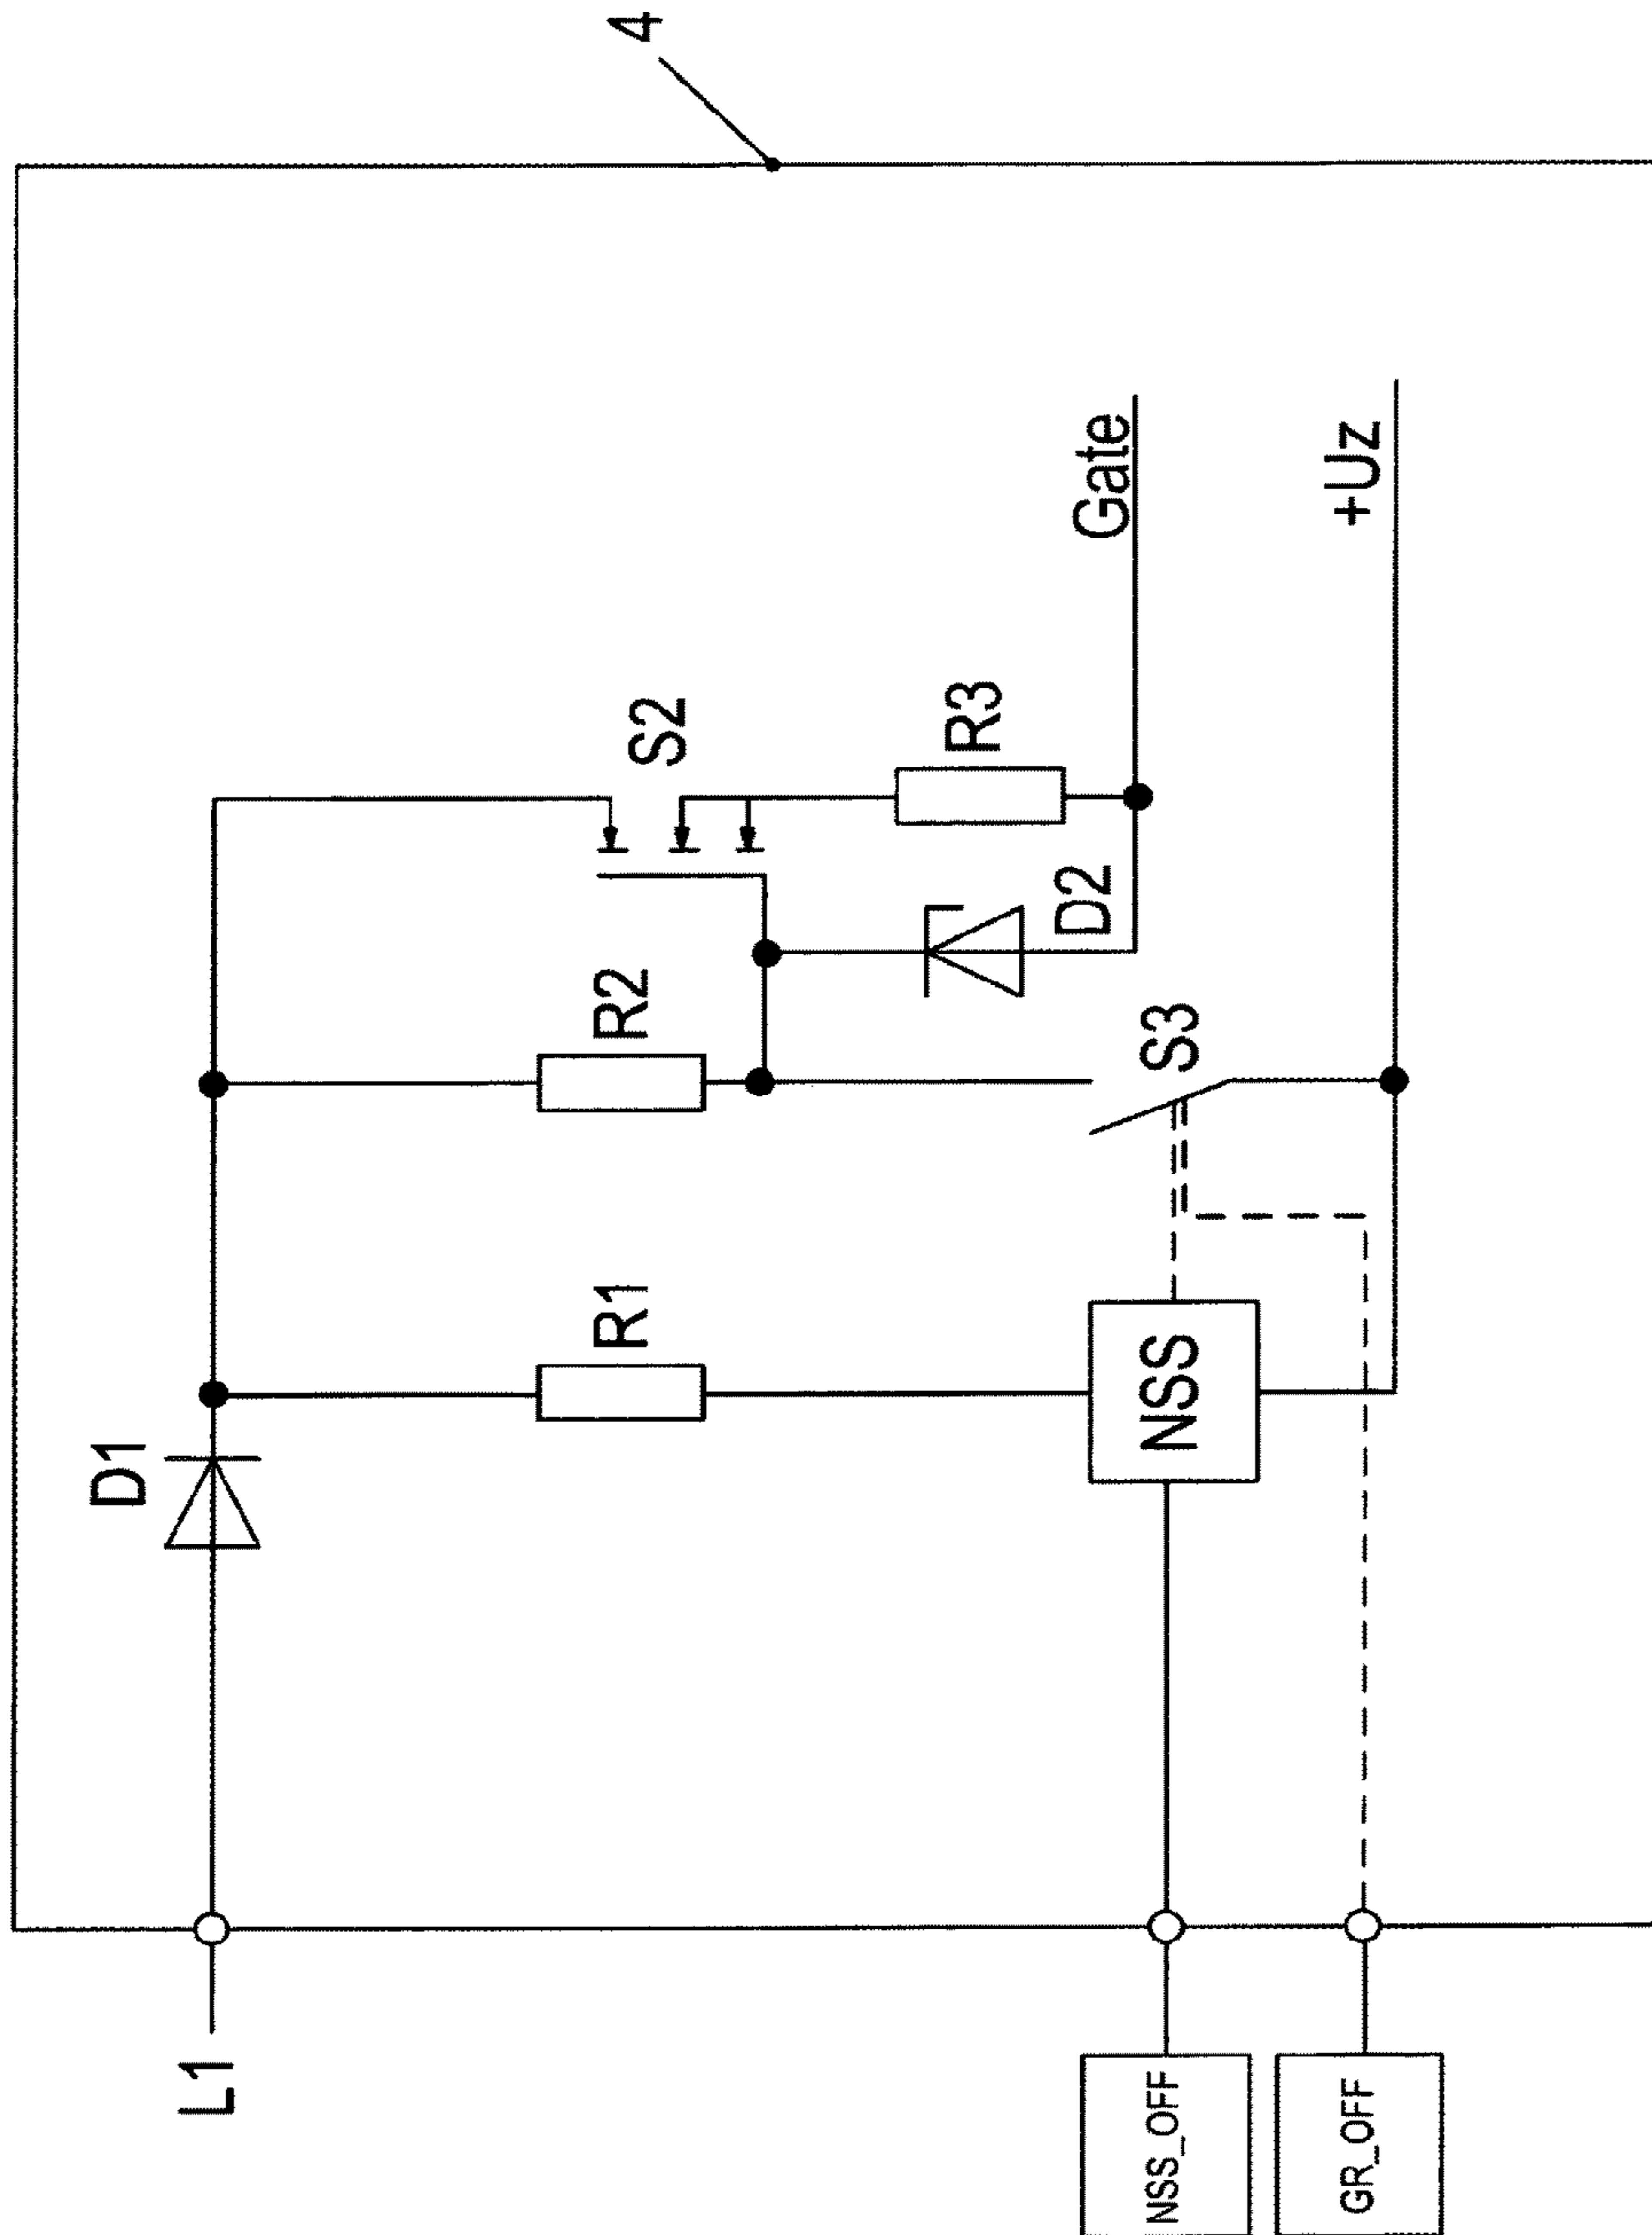 4
D1
R1
R2
S2
R3
D2
S3
Gate
+Uz
NSS
L1
NSS_OFF
GR_OFF